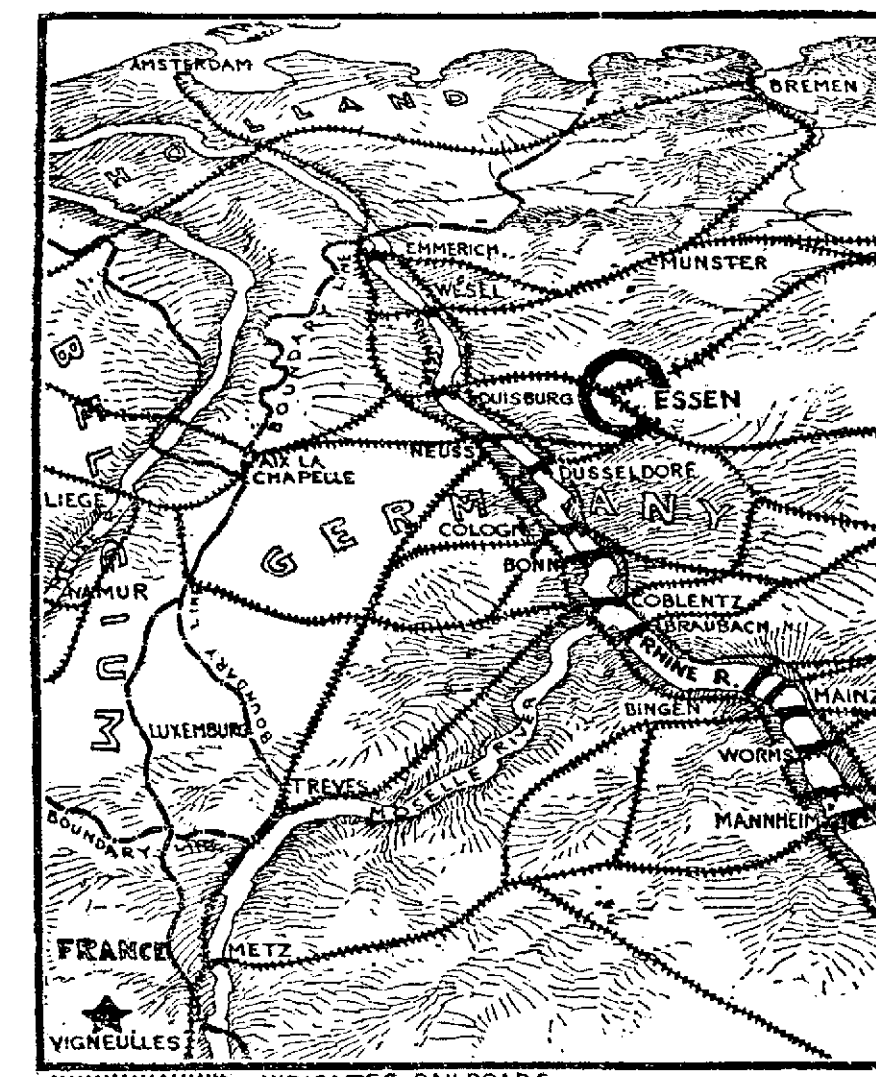 AMSTERDAM
BREMEN
HOLLAND
EMMERICH
MUNSTER
WESEL
BOUNDARY LINE
DUISBURG
ESSEN
NEUSS
AIX LA
CHAPELLE
DUSSELDORF
LIEGE
GERMANY
COLOGNE
BONN
BELGIUM
NAMUR
COBLENTZ
BRAUBACH
RHINE R.
BOUNDARY LINE
MAINZ
BINGEN
LUXEMBURG
WORMS
TREVES
MOSELLE RIVER
MANNHEIM
BOUNDARY LINE
FRANCE
METZ
VIGNEULLES
INDICATES RAILROADS